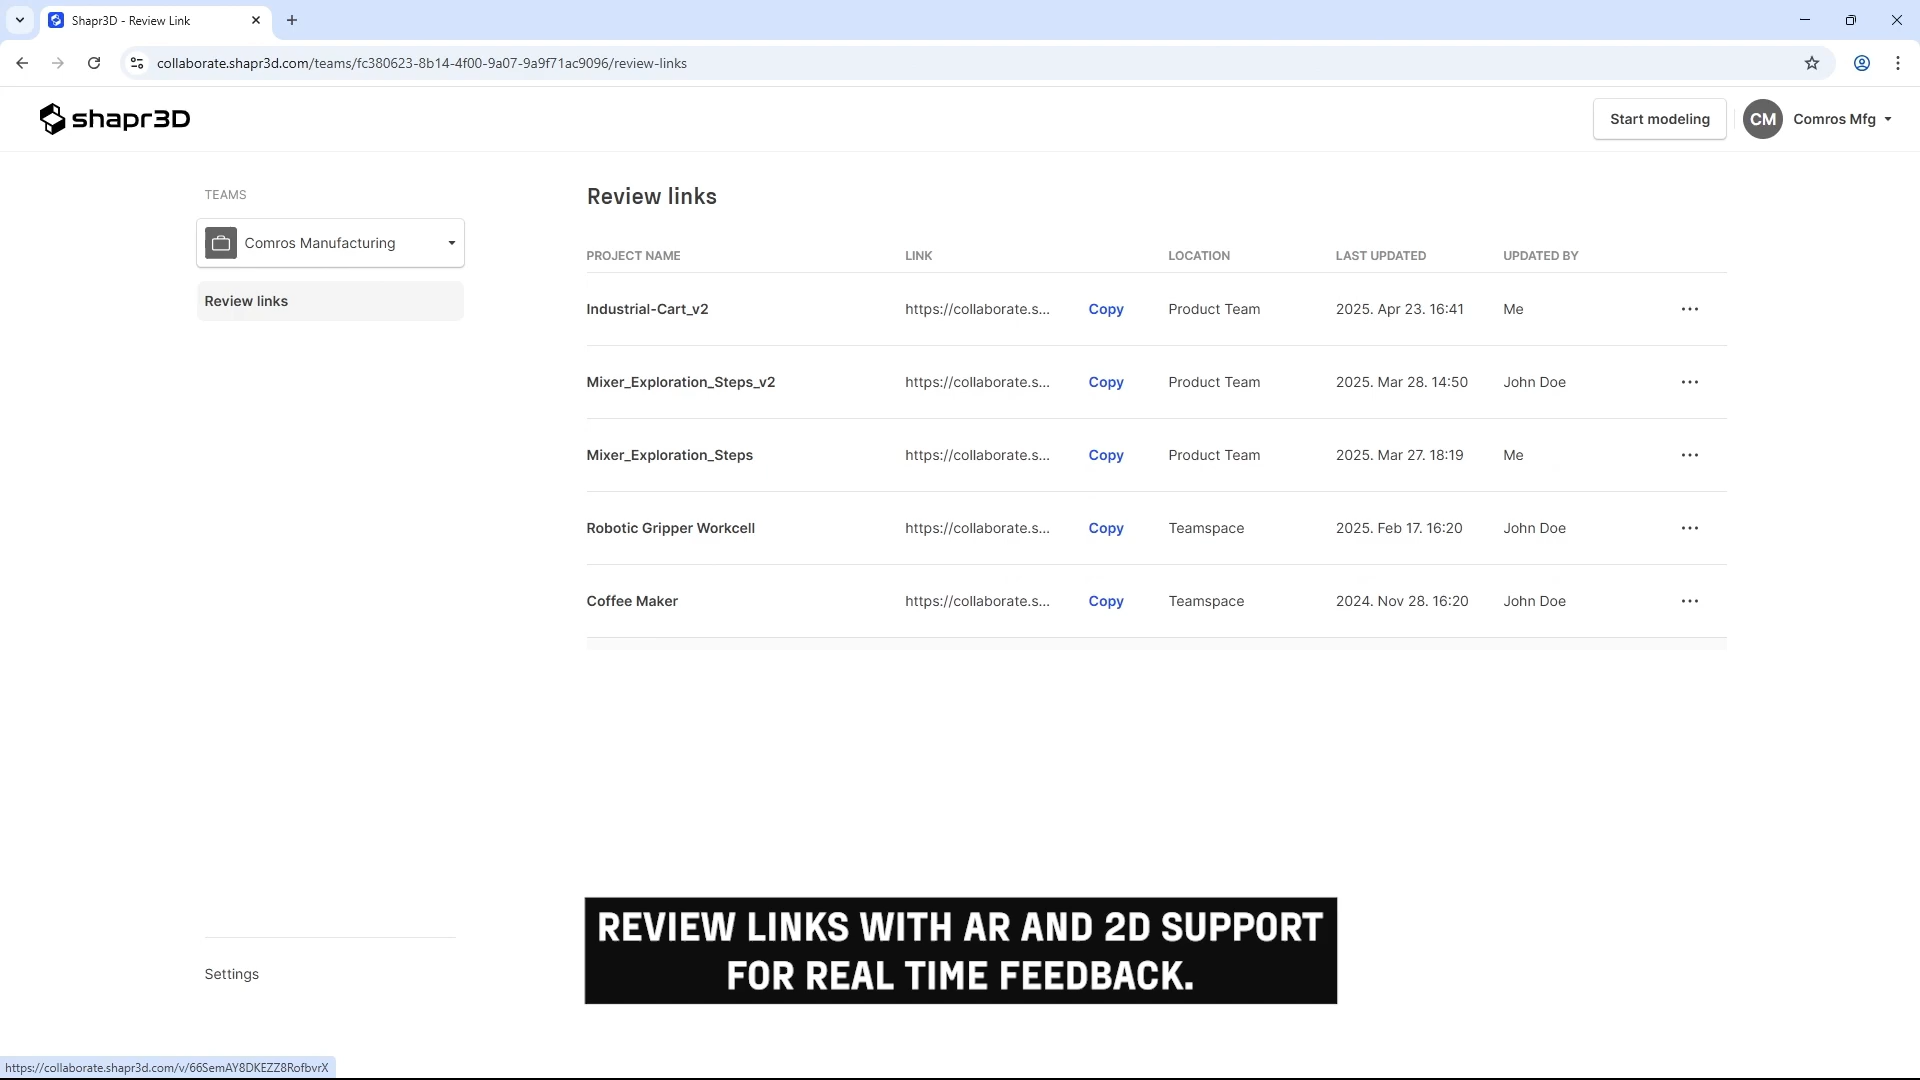 Shapr3D - Review Link
collaborate.shapr3d.com/teams/fc380623-8b14-4f00-9a07-9a9f71ac9096/review-links
shapr3D
Start modeling
CM
Comros Mfg
TEAMS
Comros Manufacturing
Review links
Review links
PROJECT NAME LINK LOCATION LAST UPDATED UPDATED BY
Industrial-Cart_v2 https://collaborate.s... Copy Product Team 2025. Apr 23. 16:41 Me ...
Mixer_Exploration_Steps_v2 https://collaborate.s... Copy Product Team 2025. Mar 28. 14:50 John Doe ...
Mixer_Exploration_Steps https://collaborate.s... Copy Product Team 2025. Mar 27. 18:19 Me ...
Robotic Gripper Workcell https://collaborate.s... Copy Teamspace 2025. Feb 17. 16:20 John Doe ...
Coffee Maker https://collaborate.s... Copy Teamspace 2024. Nov 28. 16:20 John Doe ...
REVIEW LINKS WITH AR AND 2D SUPPORT
FOR REAL TIME FEEDBACK.
Settings
https://collaborate.shapr3d.com/v/66SemAY8DKEZZ8RofbvrX